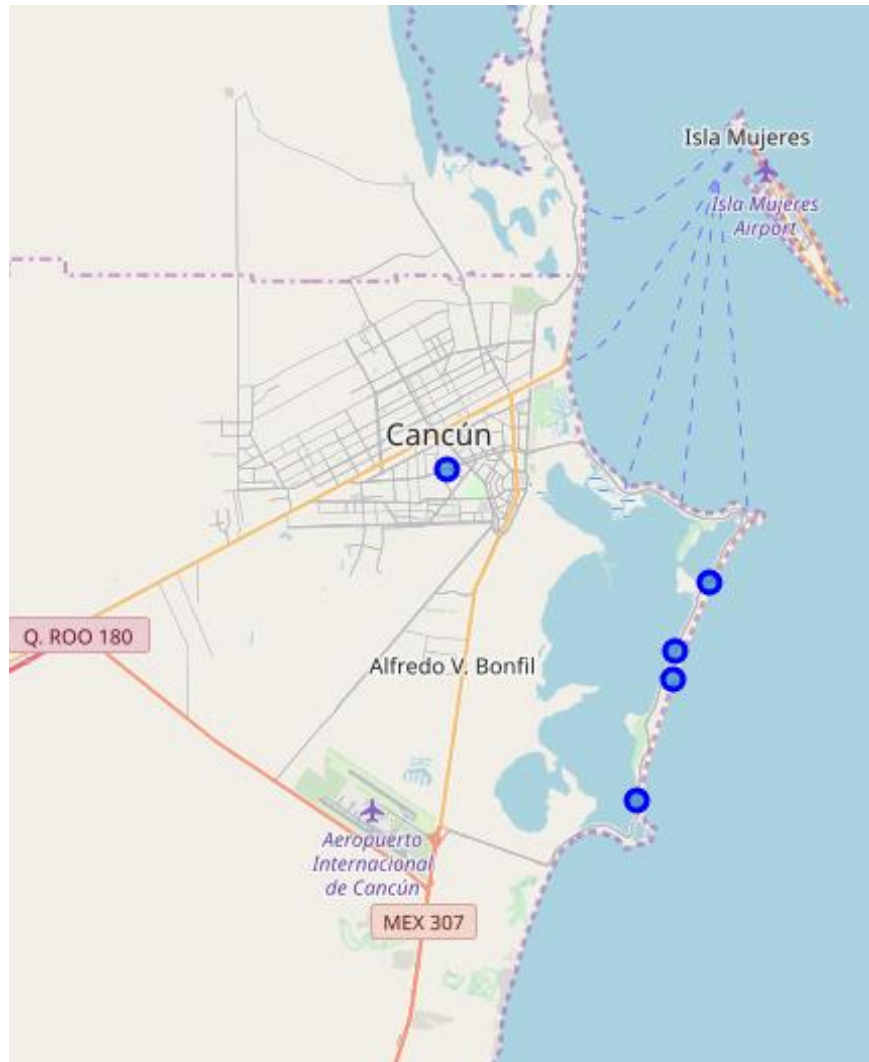 Isla Mujeres
Isla Mujeres
Airport
Cancún
Q. ROO 180
Alfredo V. Bonfil
Aeropuerto
Internacional
de Cancún
MEX 307